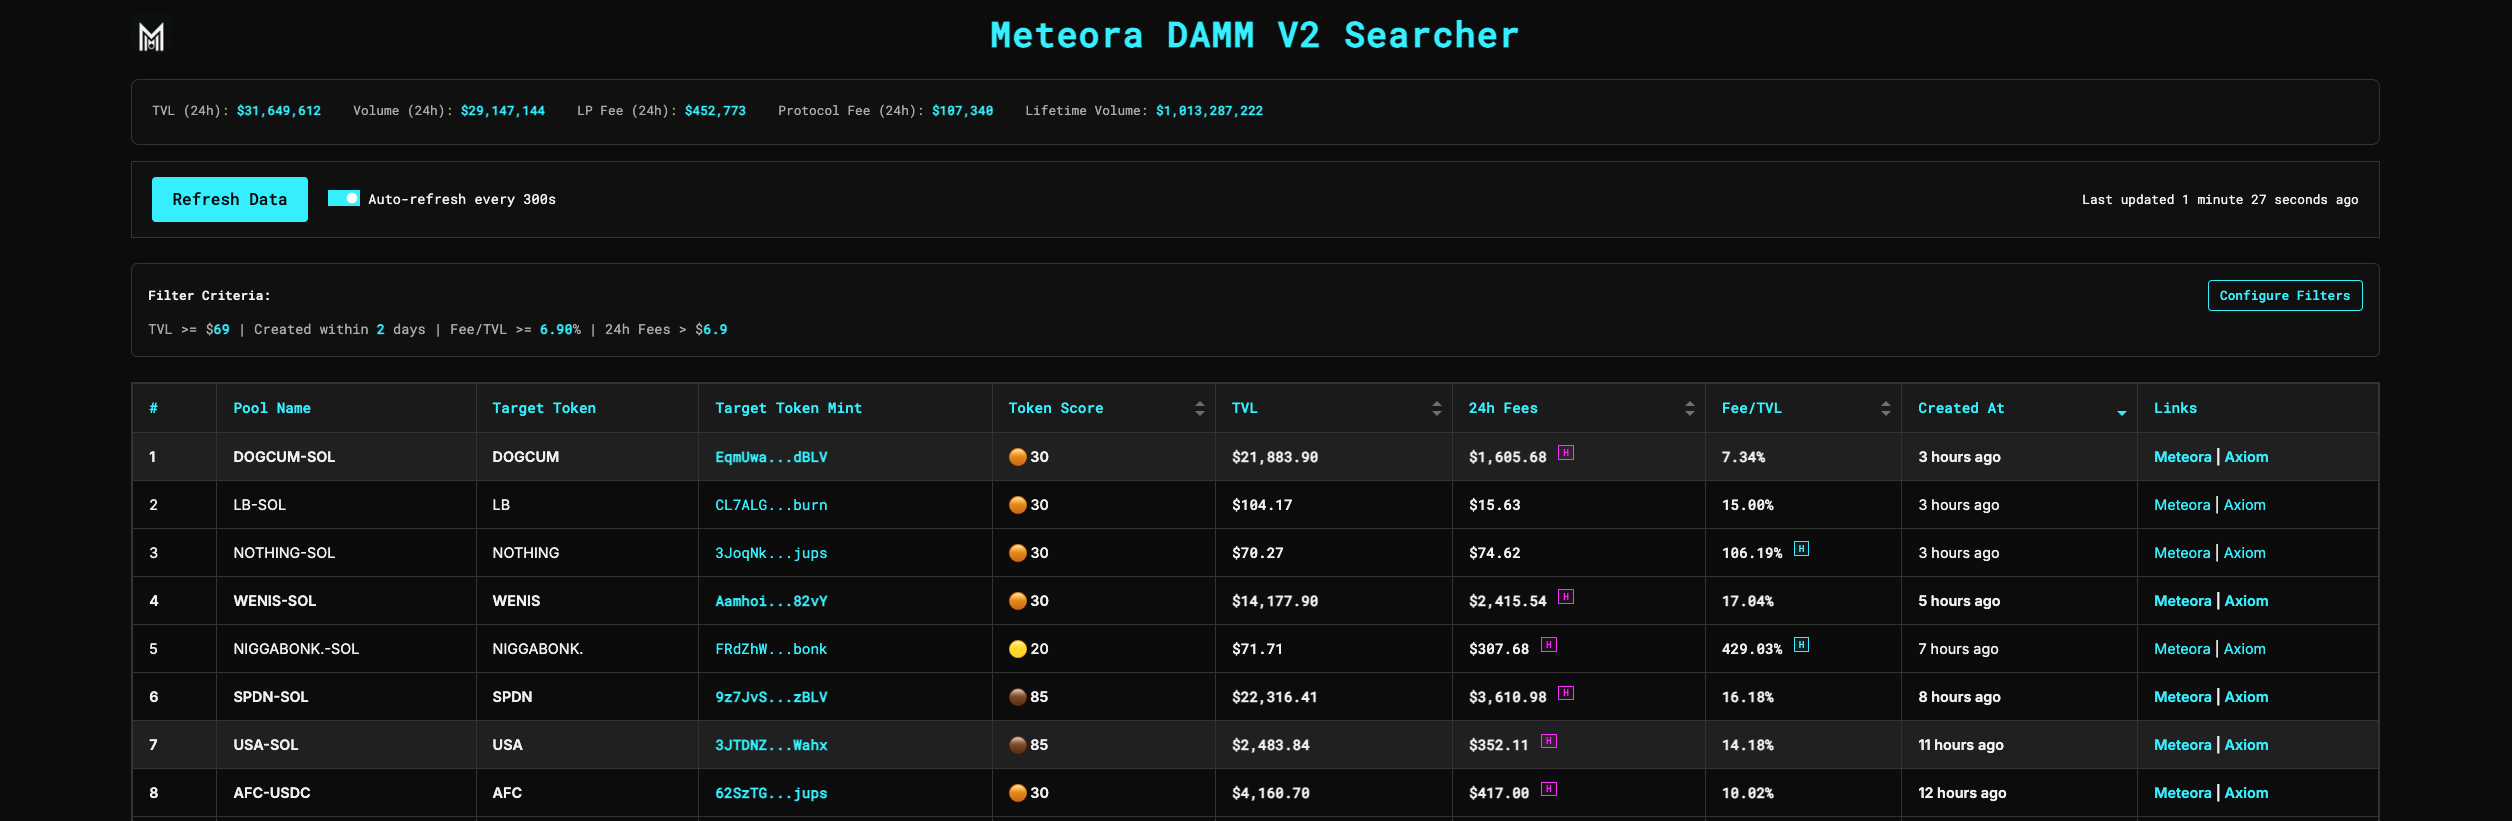 Meteora DAMM V2 Searcher
TVL (24h): $31,649,612 Volume (24h): $29,147,144 LP Fee (24h): $452,773 Protocol Fee (24h): $107,340 Lifetime Volume: $1,013,287,222
Refresh Data Auto-refresh every 300s Last updated 1 minute 27 seconds ago
Filter Criteria: Configure Filters
TVL >= $69 | Created within 2 days | Fee/TVL >= 6.90% | 24h Fees > $6.9
# Pool Name Target Token Target Token Mint Token Score TVL 24h Fees Fee/TVL Created At Links
1 DOGCUM-SOL DOGCUM EqmUwa...dBLV 30 $21,883.90 $1,605.68 H 7.34% 3 hours ago Meteora | Axiom
2 LB-SOL LB CL7ALG...burn 30 $104.17 $15.63 15.00% 3 hours ago Meteora | Axiom
3 NOTHING-SOL NOTHING 3JoqNk...jups 30 $70.27 $74.62 106.19% H 3 hours ago Meteora | Axiom
4 WENIS-SOL WENIS Aamhoi...82vY 30 $14,177.90 $2,415.54 H 17.04% 5 hours ago Meteora | Axiom
5 NIGGABONK.-SOL NIGGABONK. FRdZhW...bonk 20 $71.71 $307.68 H 429.03% H 7 hours ago Meteora | Axiom
6 SPDN-SOL SPDN 9z7JvS...zBLV 85 $22,316.41 $3,610.98 H 16.18% 8 hours ago Meteora | Axiom
7 USA-SOL USA 3JTDNZ...Wahx 85 $2,483.84 $352.11 H 14.18% 11 hours ago Meteora | Axiom
8 AFC-USDC AFC 62SzTG...jups 30 $4,160.70 $417.00 H 10.02% 12 hours ago Meteora | Axiom